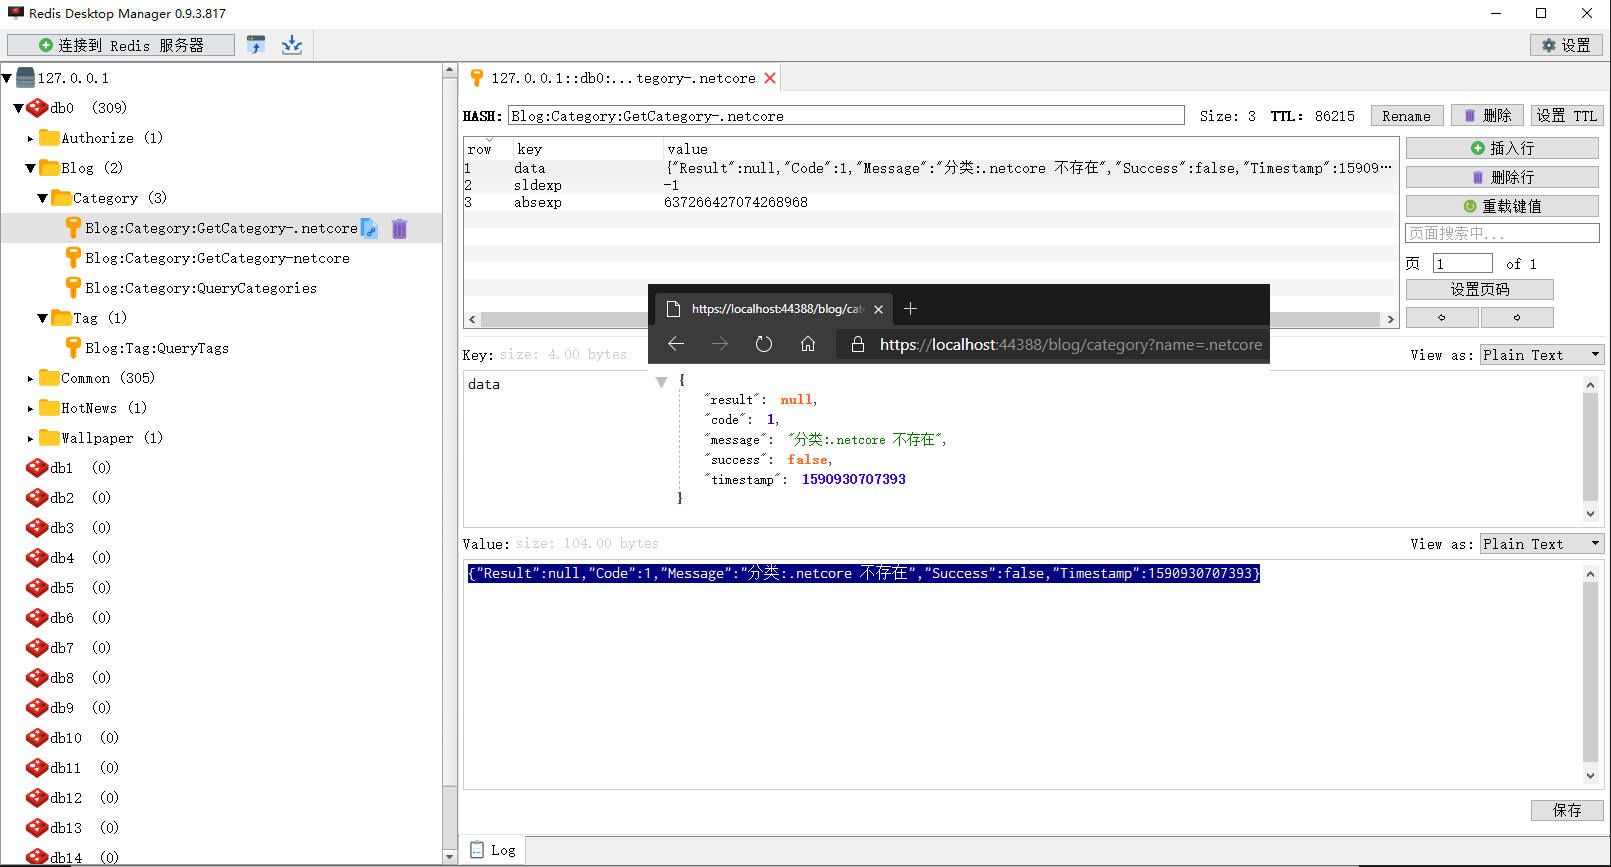 Redis Desktop Manager 0.9.3.817
连接到 Redis 服务器
设置
127.0.0.1
db0 (309)
Authorize (1)
Blog (2)
Category (3)
Blog:Category:GetCategory-.netcore
Blog:Category:GetCategory-netcore
Blog:Category:QueryCategories
Tag (1)
Blog:Tag:QueryTags
Common (305)
HotNews (1)
Wallpaper (1)
db1 (0)
db2 (0)
db3 (0)
db4 (0)
db5 (0)
db6 (0)
db7 (0)
db8 (0)
db9 (0)
db10 (0)
db11 (0)
db12 (0)
db13 (0)
db14 (0)
127.0.0.1::db0:...tegory-.netcore
HASH: Blog:Category:GetCategory-.netcore Size: 3 TTL: 86215 Rename 删除 设置 TTL
row key value
1 data {"Result":null,"Code":1,"Message":"分类:.netcore 不存在","Success":false,"Timestamp":15909···
2 sldexp -1
3 absexp 637266427074268968
插入行
删除行
重载键值
页面搜索中...
页 1 of 1
设置页码
https://localhost:44388/blog/cat
https://localhost:44388/blog/category?name=.netcore
Key: size: 4.00 bytes View as: Plain Text
data
{
"result": null,
"code": 1,
"message": "分类:.netcore 不存在",
"success": false,
"timestamp": 1590930707393
}
Value: size: 104.00 bytes View as: Plain Text
{"Result":null,"Code":1,"Message":"分类:.netcore 不存在","Success":false,"Timestamp":1590930707393}
保存
Log